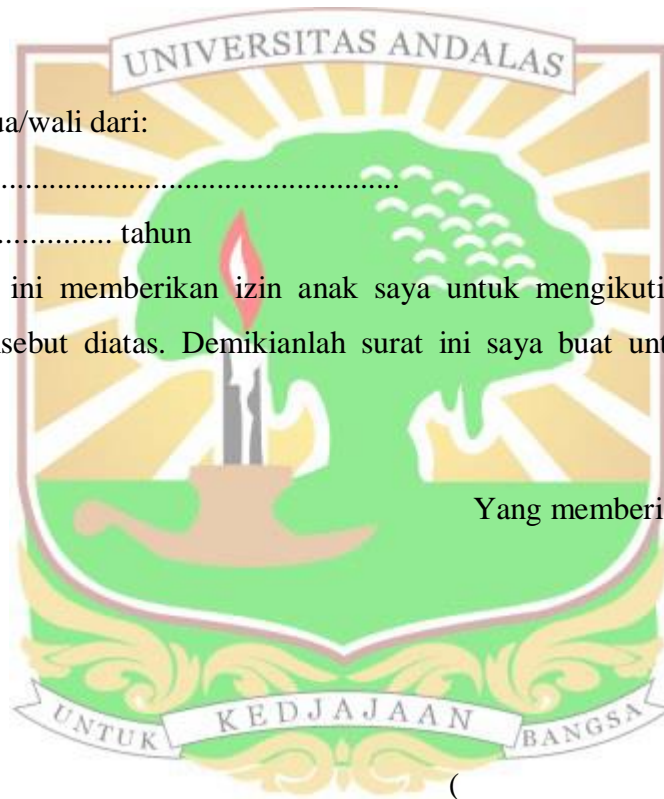 UNIVERSITAS ANDALAS
ua/wali dari:
..................................................
............... tahun
ini memberikan izin anak saya untuk mengikuti
sebut diatas. Demikianlah surat ini saya buat unt
Yang memberi
UNTUK KEDJAJAAN BANGSA
(